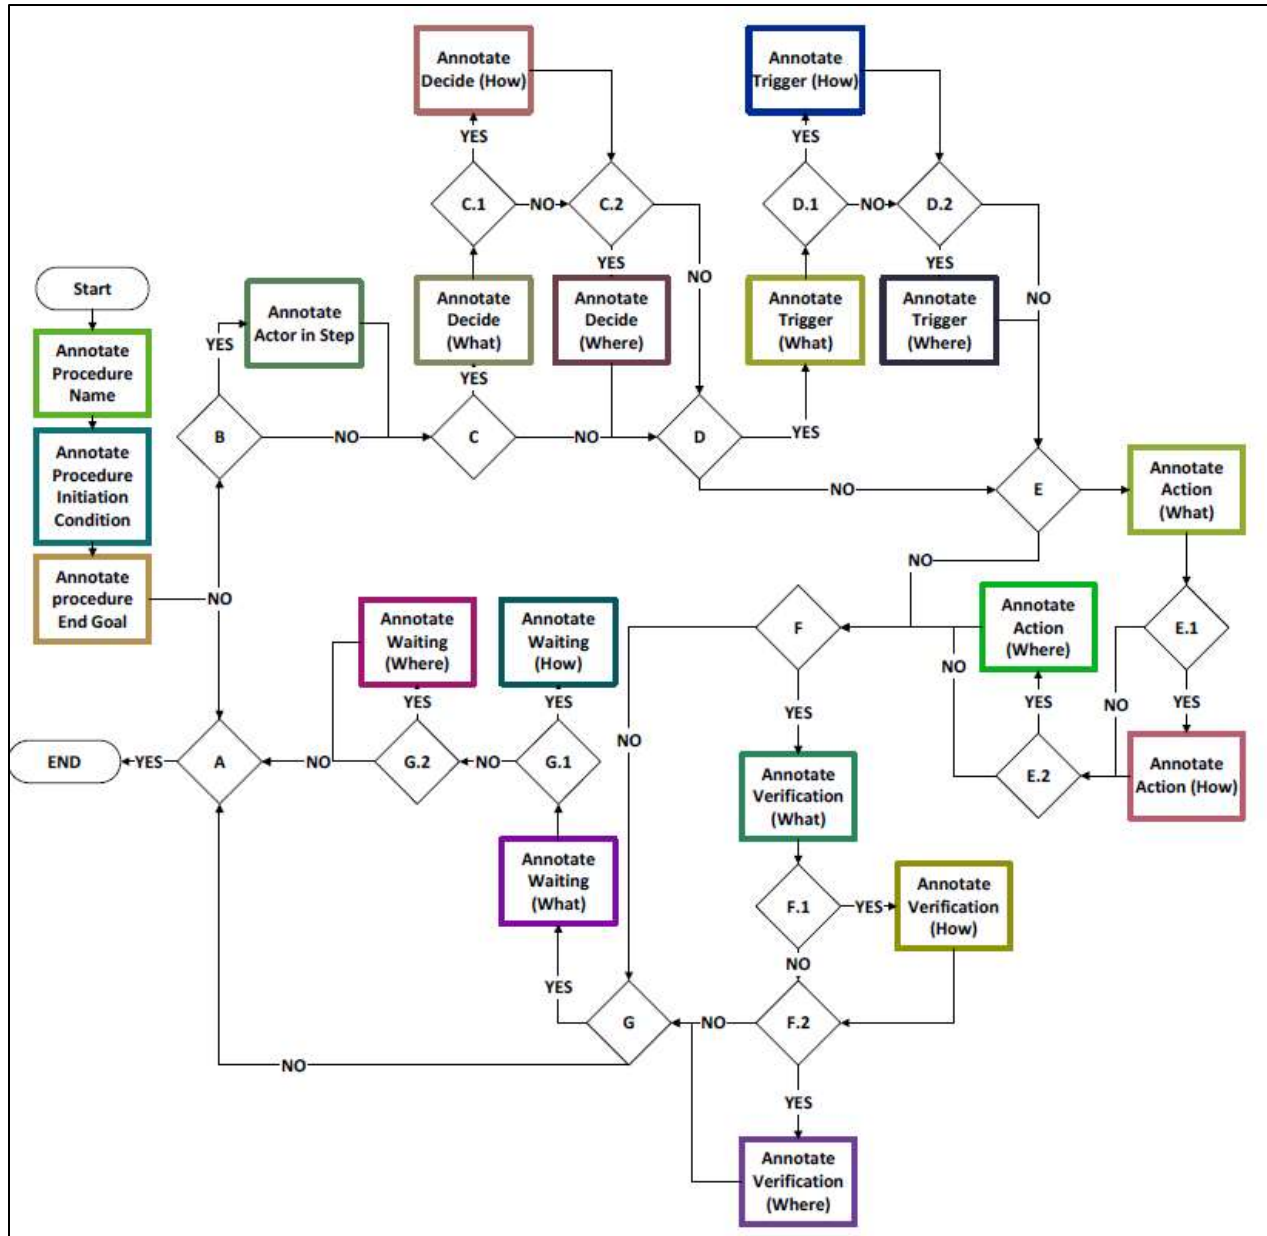 Start
Annotate
Procedure
Name
Annotate
Procedure
Initiation
Condition
Annotate
procedure
End Goal
NO
A
YES
END
B
YES
Annotate
Actor in Step
NO
C
YES
Annotate
Decide
(What)
C.1
YES
Annotate
Decide (How)
NO
C.2
YES
Annotate
Decide
(Where)
NO
NO
D
YES
Annotate
Trigger
(What)
D.1
YES
Annotate
Trigger (How)
NO
D.2
YES
Annotate
Trigger
(Where)
NO
NO
E
Annotate
Action
(What)
E.1
YES
Annotate
Action (How)
NO
E.2
YES
Annotate
Action
(Where)
NO
NO
F
YES
Annotate
Verification
(What)
F.1
YES
Annotate
Verification
(How)
NO
F.2
YES
Annotate
Verification
(Where)
NO
NO
G
YES
Annotate
Waiting
(What)
G.1
YES
Annotate
Waiting
(How)
NO
G.2
YES
Annotate
Waiting
(Where)
NO
NO